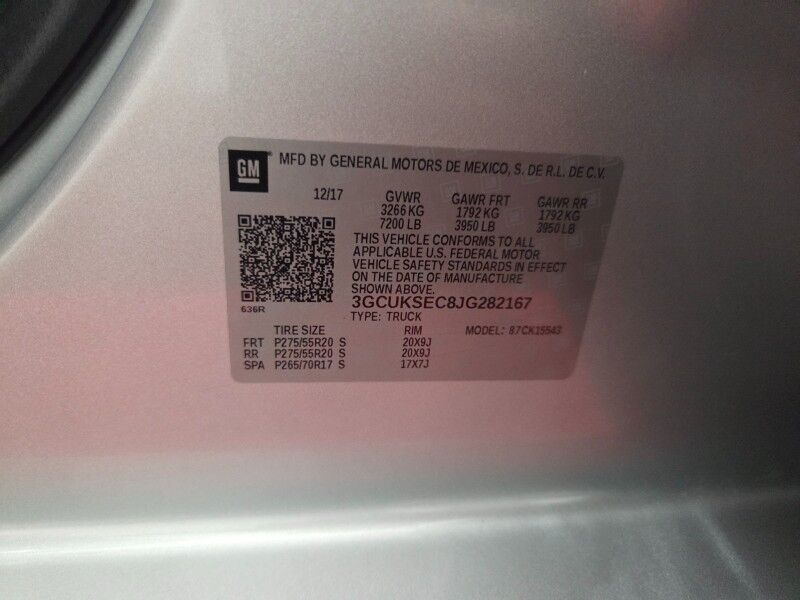 GM MFD BY GENERAL MOTORS DE MEXICO, S. DE R.L. DE C.V.
12/17 GVWR GAWR FRT GAWR RR
3266 KG 1792 KG 1792 KG
7200 LB 3950 LB 3950 LB
THIS VEHICLE CONFORMS TO ALL
APPLICABLE U.S. FEDERAL MOTOR
VEHICLE SAFETY STANDARDS IN EFFECT
ON THE DATE OF MANUFACTURE
SHOWN ABOVE.
3GCUKSEC8JG282167
636R
TYPE: TRUCK
TIRE SIZE RIM MODEL: 87CK15543
FRT P275/55R20 S 20X9J
RR P275/55R20 S 20X9J
SPA P265/70R17 S 17X7J